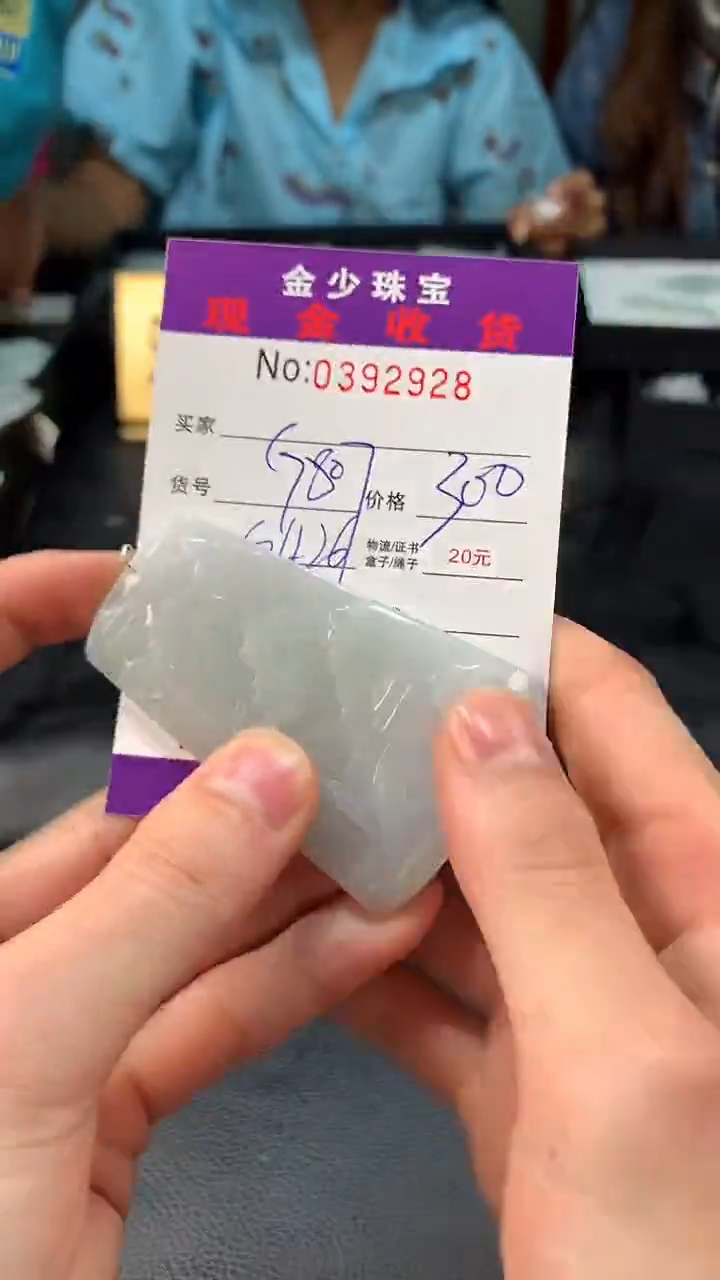 金少珠宝
现金收货
No:0392928
买家
货号 780 价格 300
物流/证书
盒子/绳子 20元